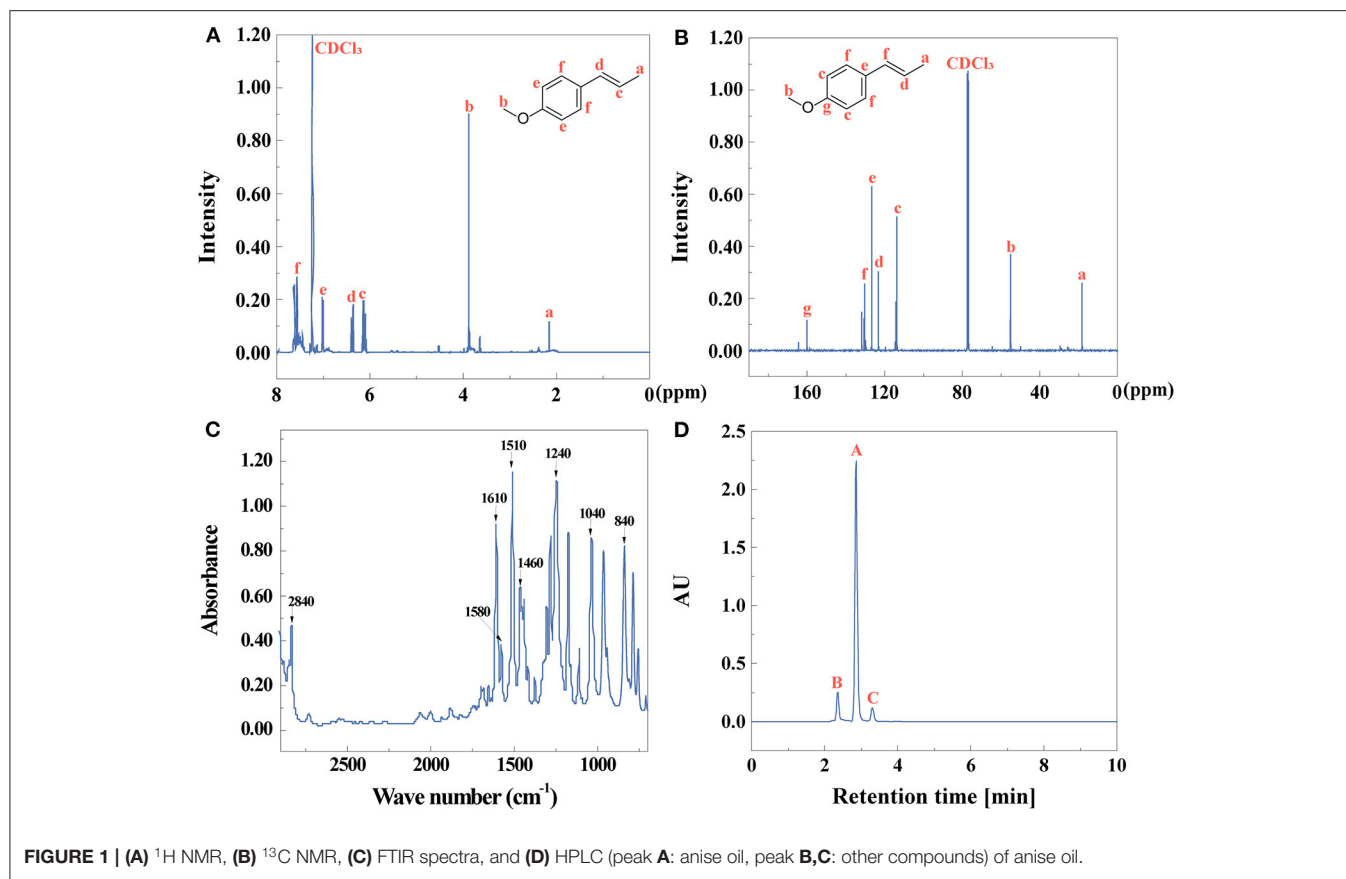 A
1.20
1.00
0.80
0.60
0.40
0.20
0.00
Intensity
CDCl₃
f
e
d
c
b
a
b
O
e
f
e
f
d
c
a
8
6
4
2
0 (ppm)
B
1.20
1.00
0.80
0.60
0.40
0.20
0.00
Intensity
b
O
g
c
c
f
f
e
f
d
a
CDCl₃
g
f
e
d
c
b
a
160
120
80
40
0 (ppm)
C
1.20
1.00
0.80
0.60
0.40
0.20
0.00
Absorbance
2840
1610
1580
1510
1460
1240
1040
840
2500
2000
1500
1000
Wave number (cm⁻¹)
D
2.5
2.0
1.5
1.0
0.5
0.0
AU
B
A
C
0
2
4
6
8
10
Retention time [min]
FIGURE 1 | (A) ¹H NMR, (B) ¹³C NMR, (C) FTIR spectra, and (D) HPLC (peak A: anise oil, peak B,C: other compounds) of anise oil.